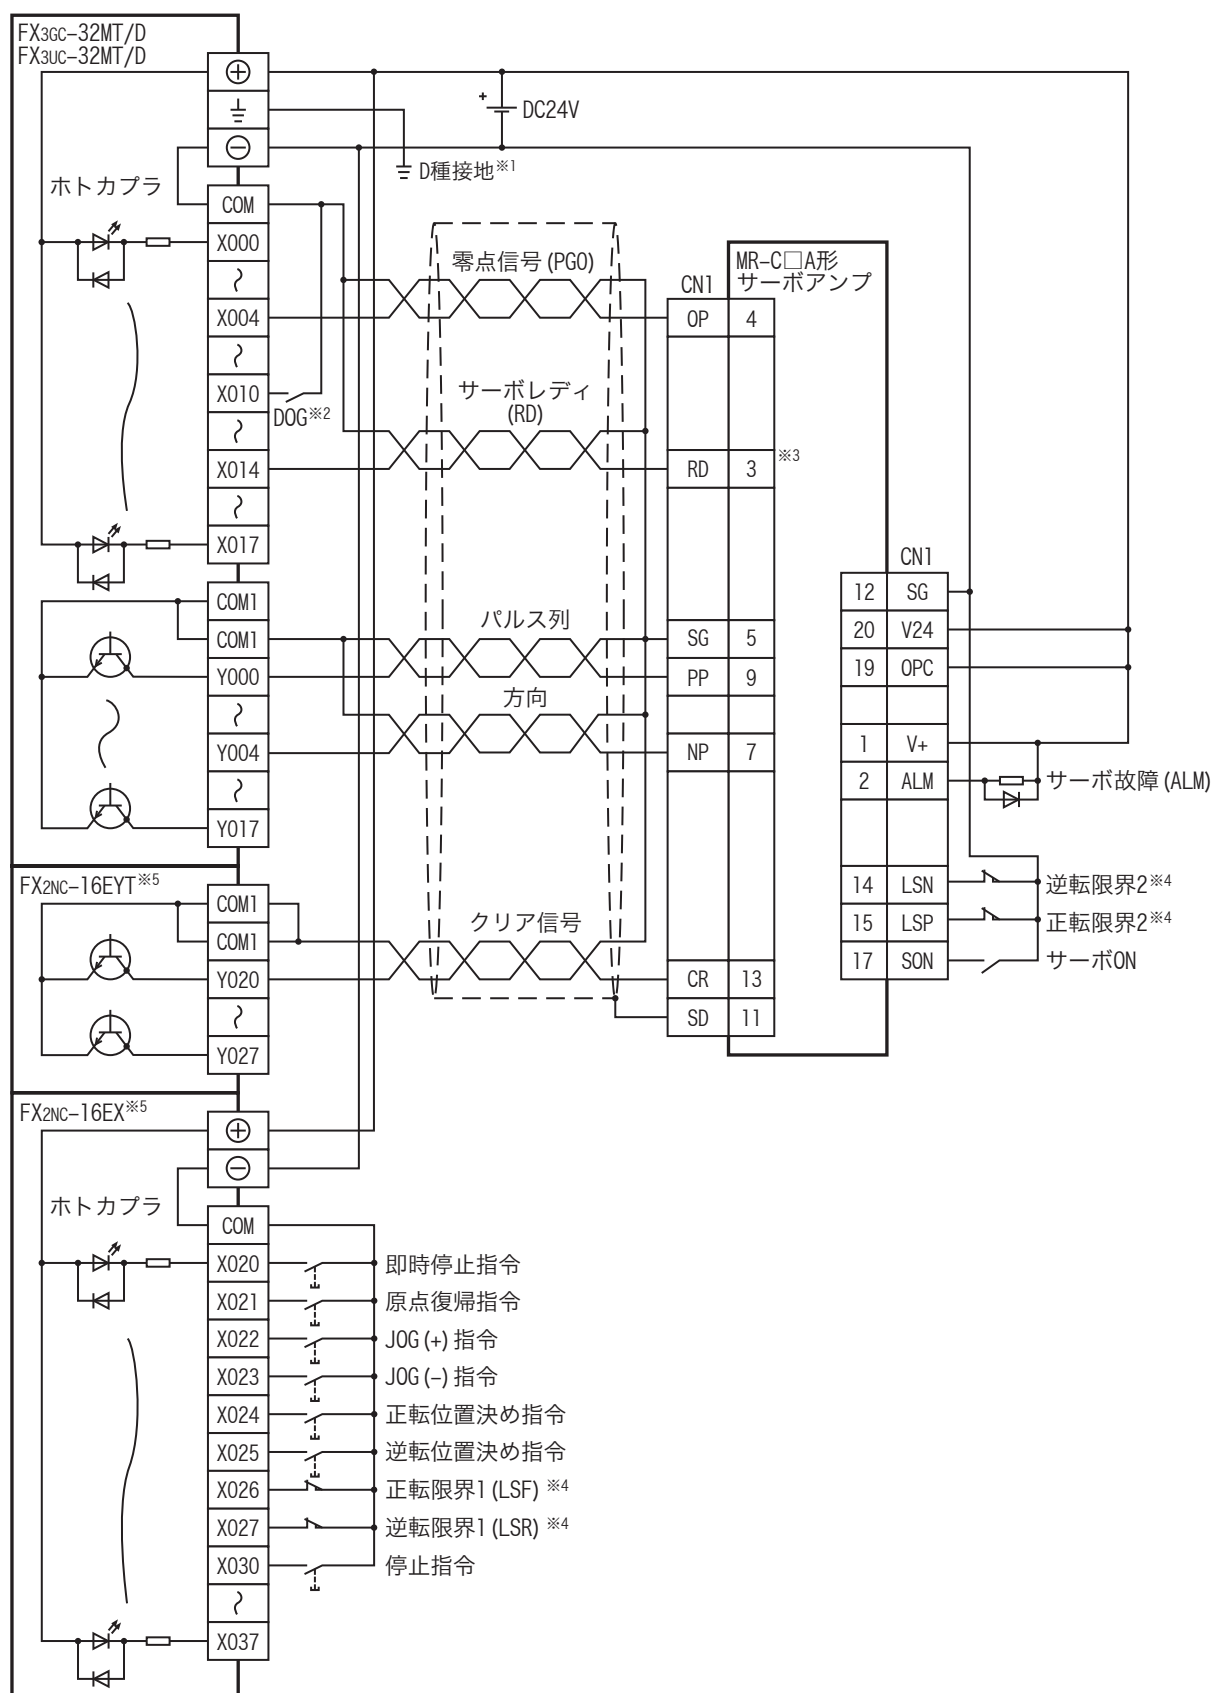 FX3GC-32MT/D
FX3UC-32MT/D
+
DC24V
D種接地※1
ホトカプラ
COM
X000
X004
X010
DOG※2
X014
X017
零点信号(PG0)
サーボレディ
(RD)
CN1
MR-C□A形
サーボアンプ
OP 4
RD 3 ※3
SG 5
PP 9
NP 7
CR 13
SD 11
COM1
COM1
Y000
Y004
Y017
パルス列
方向
CN1
12 SG
20 V24
19 OPC
1 V+
2 ALM
サーボ故障(ALM)
14 LSN
逆転限界2※4
15 LSP
正転限界2※4
17 SON
サーボON
FX2NC-16EYT※5
COM1
COM1
Y020
Y027
クリア信号
FX2NC-16EX※5
ホトカプラ
COM
X020 即時停止指令
X021 原点復帰指令
X022 JOG(+)指令
X023 JOG(-)指令
X024 正転位置決め指令
X025 逆転位置決め指令
X026 正転限界1(LSF) ※4
X027 逆転限界1(LSR) ※4
X030 停止指令
X037